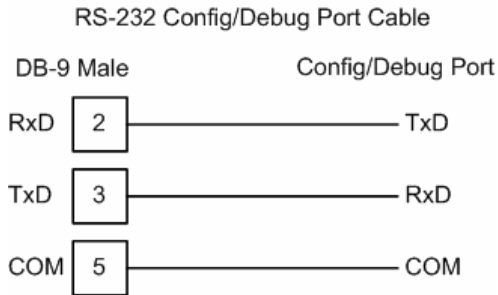 RS-232 Config/Debug Port Cable
DB-9 Male Config/Debug Port
RxD 2 TxD
TxD 3 RxD
COM 5 COM